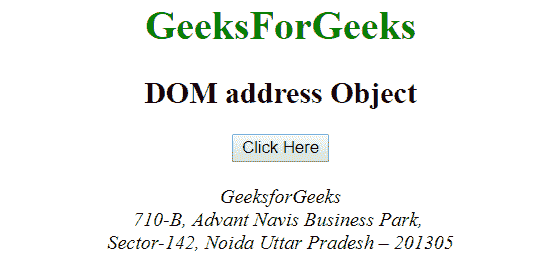 GeeksForGeeks
DOM address Object
Click Here
GeeksforGeeks
710-B, Advant Navis Business Park,
Sector-142, Noida Uttar Pradesh – 201305